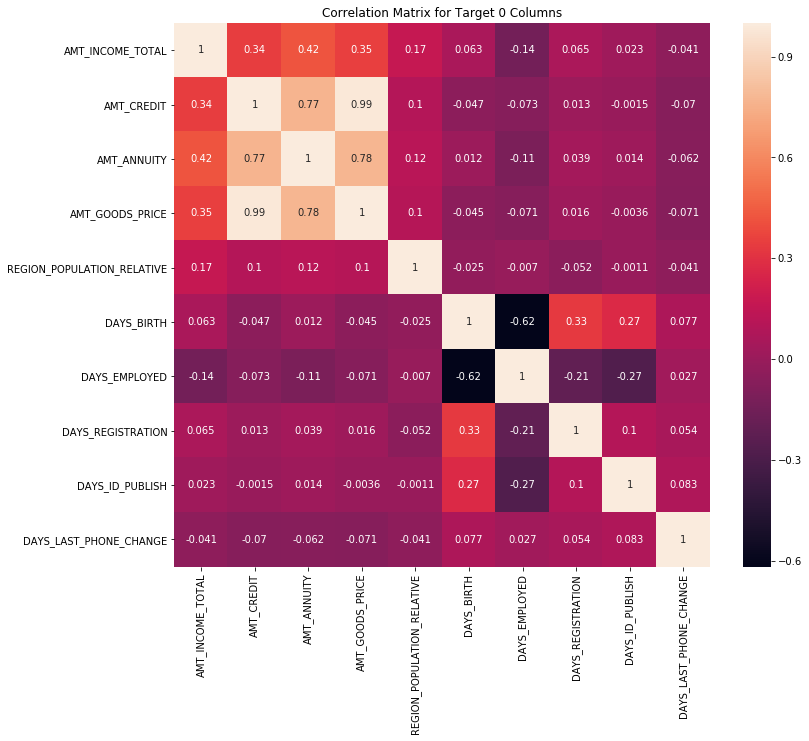 Correlation Matrix for Target 0 Columns
AMT_INCOME_TOTAL 1 0.34 0.42 0.35 0.17 0.063 -0.14 0.065 0.023 -0.041
AMT_CREDIT 0.34 1 0.77 0.99 0.1 -0.047 -0.073 0.013 -0.0015 -0.07
AMT_ANNUITY 0.42 0.77 1 0.78 0.12 0.012 -0.11 0.039 0.014 -0.062
AMT_GOODS_PRICE 0.35 0.99 0.78 1 0.1 -0.045 -0.071 0.016 -0.0036 -0.071
REGION_POPULATION_RELATIVE 0.17 0.1 0.12 0.1 1 -0.025 -0.007 -0.052 -0.0011 -0.041
DAYS_BIRTH 0.063 -0.047 0.012 -0.045 -0.025 1 -0.62 0.33 0.27 0.077
DAYS_EMPLOYED -0.14 -0.073 -0.11 -0.071 -0.007 -0.62 1 -0.21 -0.27 0.027
DAYS_REGISTRATION 0.065 0.013 0.039 0.016 -0.052 0.33 -0.21 1 0.1 0.054
DAYS_ID_PUBLISH 0.023 -0.0015 0.014 -0.0036 -0.0011 0.27 -0.27 0.1 1 0.083
DAYS_LAST_PHONE_CHANGE -0.041 -0.07 -0.062 -0.071 -0.041 0.077 0.027 0.054 0.083 1
AMT_INCOME_TOTAL
AMT_CREDIT
AMT_ANNUITY
AMT_GOODS_PRICE
REGION_POPULATION_RELATIVE
DAYS_BIRTH
DAYS_EMPLOYED
DAYS_REGISTRATION
DAYS_ID_PUBLISH
DAYS_LAST_PHONE_CHANGE
0.9
0.6
0.3
0.0
−0.3
−0.6